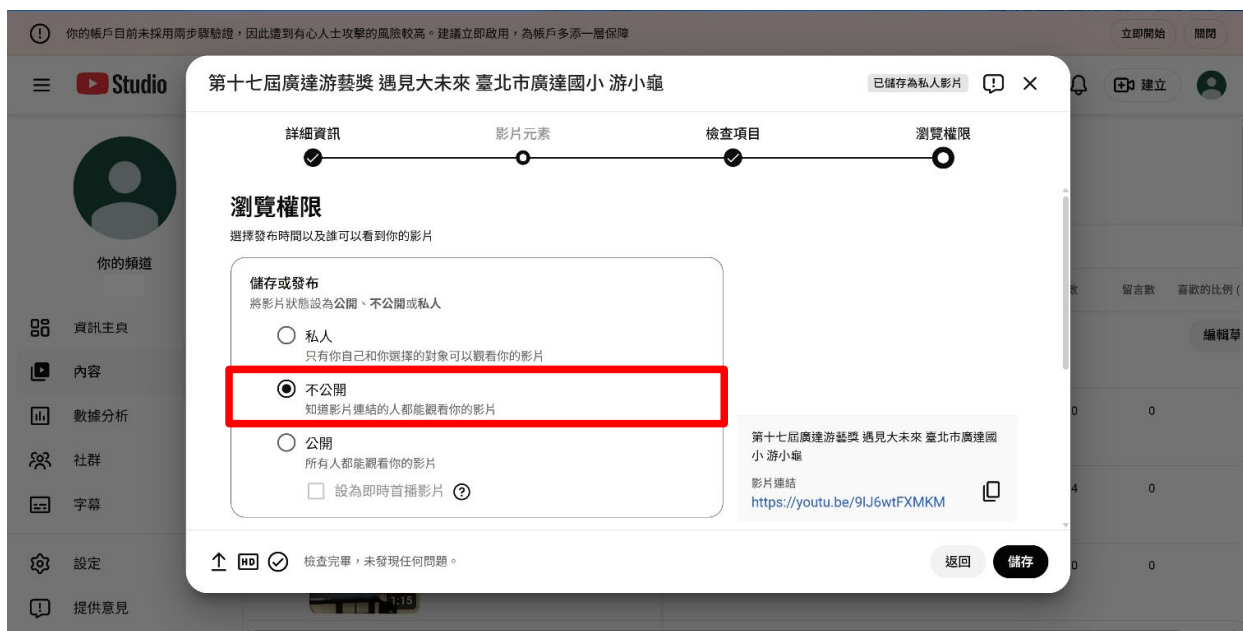 你的帳戶目前未採用兩步驟驗證，因此遭到有心人士攻擊的風險較高。建議立即啟用，為帳戶多添一層保障
立即開始
關閉
Studio
第十七屆廣達游藝獎 遇見大未來 臺北市廣達國小 游小龜
已儲存為私人影片
建立
詳細資訊
影片元素
檢查項目
瀏覽權限
瀏覽權限
選擇發布時間以及誰可以看到你的影片
儲存或發布
將影片狀態設為公開、不公開或私人
私人
只有你自己和你選擇的對象可以觀看你的影片
不公開
知道影片連結的人都能觀看你的影片
公開
所有人都能觀看你的影片
設為即時首播影片
第十七屆廣達游藝獎 遇見大未來 臺北市廣達國
小 游小龜
影片連結
https://youtu.be/9IJ6wtFXMKM
HD
檢查完畢，未發現任何問題。
返回
儲存
你的頻道
資訊主頁
內容
數據分析
社群
字幕
設定
提供意見
數
留言數
喜歡的比例 (
編輯草
0
0
4
0
0
0
1:15